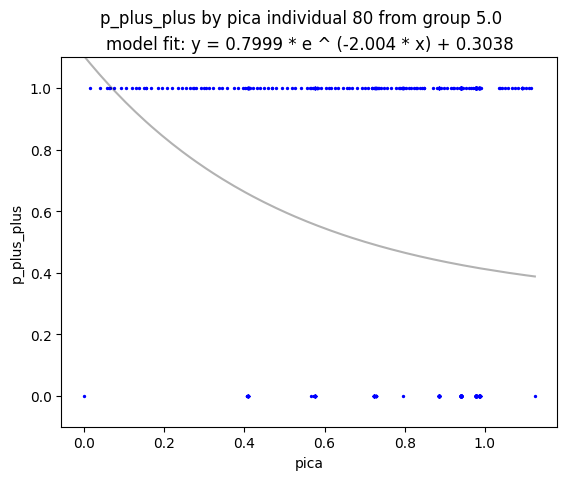 p_plus_plus by pica individual 80 from group 5.0
model fit: y = 0.7999 * e ^ (-2.004 * x) + 0.3038
1.0
0.8
0.6
0.4
0.2
0.0
p_plus_plus
0.0 0.2 0.4 0.6 0.8 1.0
pica